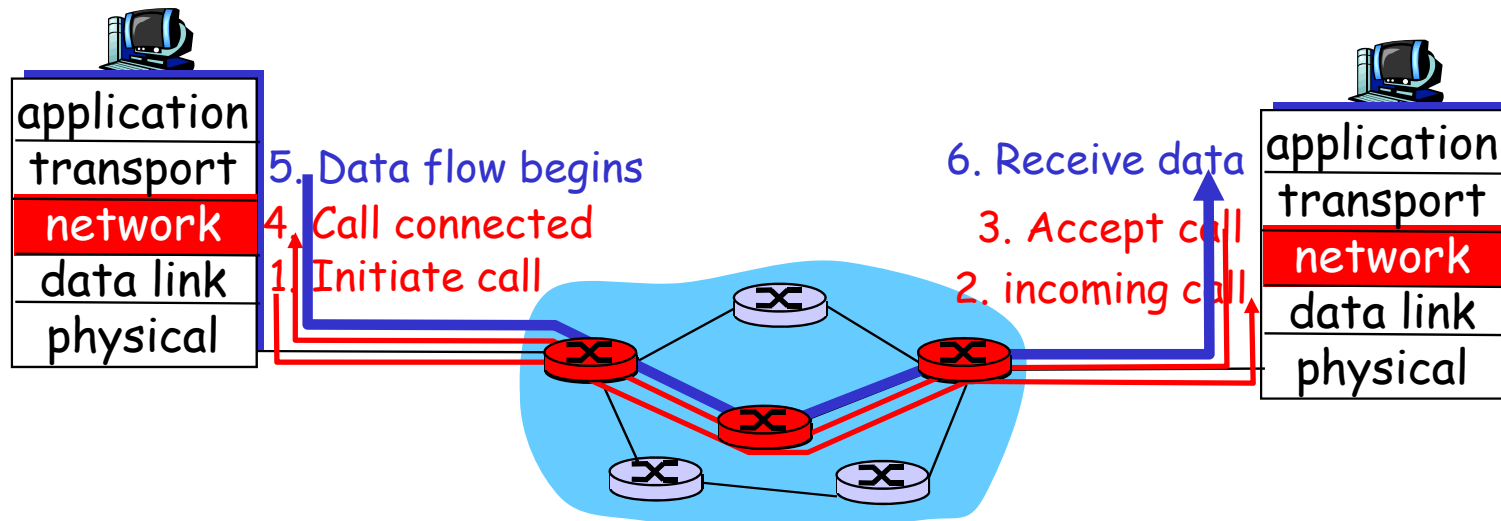 application
transport
network
data link
physical
5. Data flow begins
4. Call connected
1. Initiate call
6. Receive data
3. Accept call
2. incoming call
application
transport
network
data link
physical